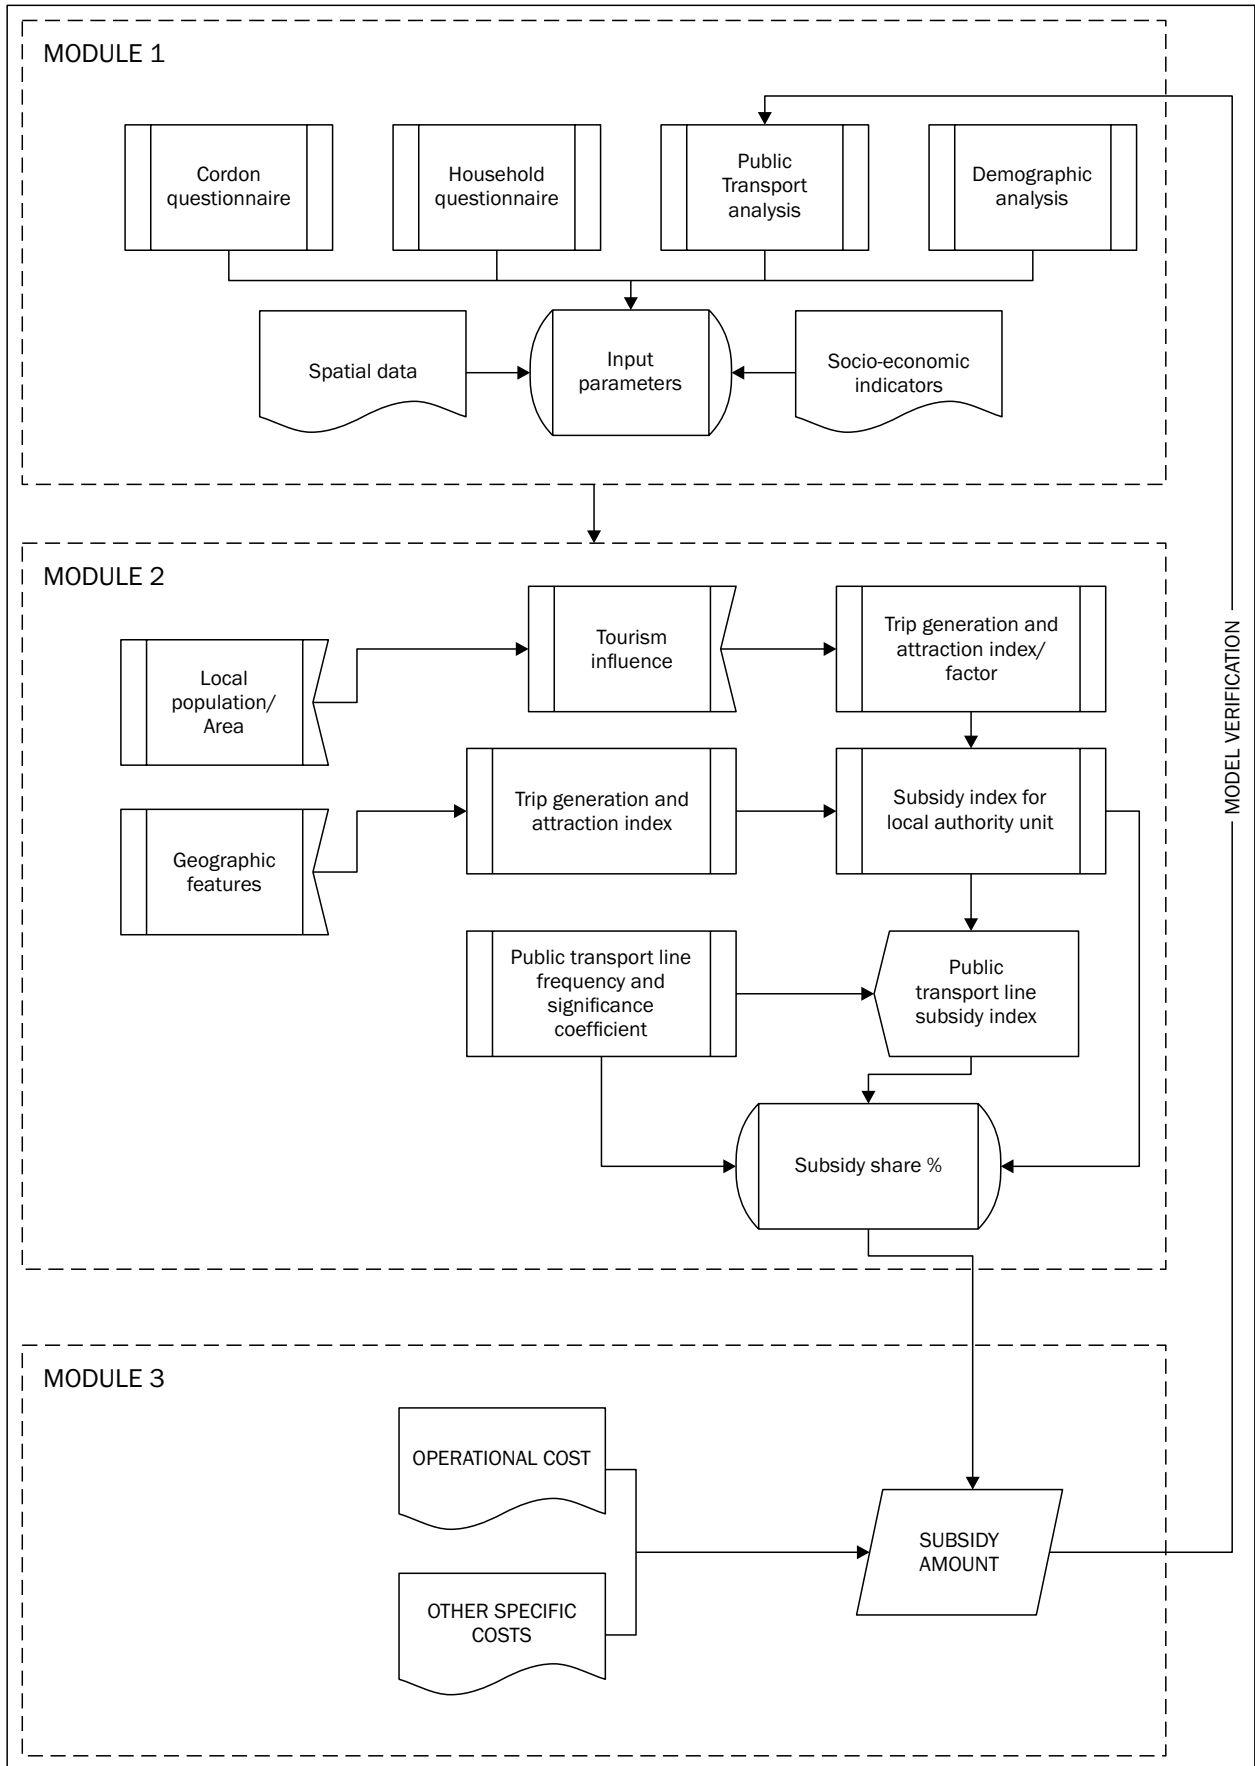 MODULE 1
Cordon
questionnaire
Household
questionnaire
Public
Transport
analysis
Demographic
analysis
Spatial data
Input
parameters
Socio-economic
indicators
MODULE 2
Local
population/
Area
Tourism
influence
Trip generation and
attraction index/
factor
Geographic
features
Trip generation and
attraction index
Subsidy index for
local authority unit
Public transport line
frequency and
significance
coefficient
Public
transport line
subsidy index
Subsidy share %
MODEL VERIFICATION
MODULE 3
OPERATIONAL COST
OTHER SPECIFIC
COSTS
SUBSIDY
AMOUNT